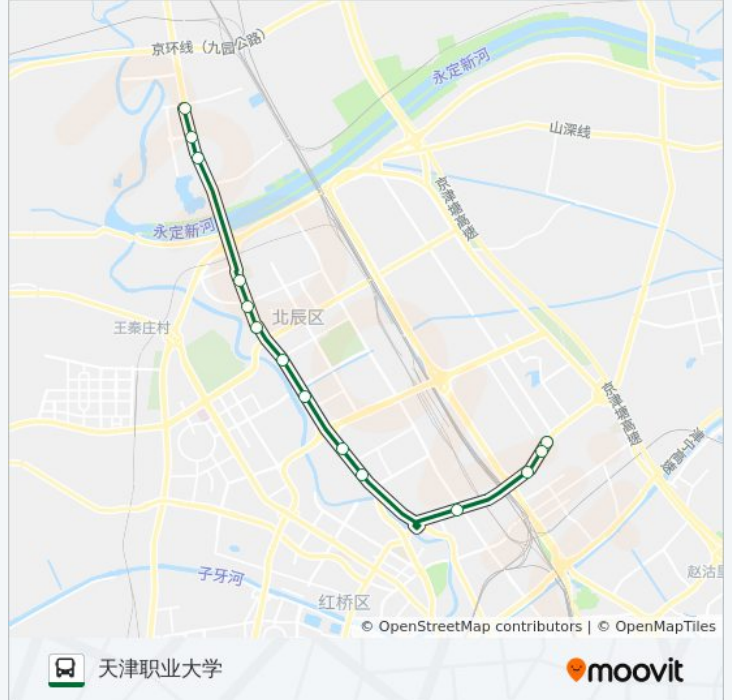 京环线（九园公路）
永定新河
山深线
京津塘高速
永定新河
北辰区
王秦庄村
京津塘高速
津宁高速
子牙河
红桥区
赵沽里
© OpenStreetMap contributors | © OpenMapTiles
天津职业大学
moovit